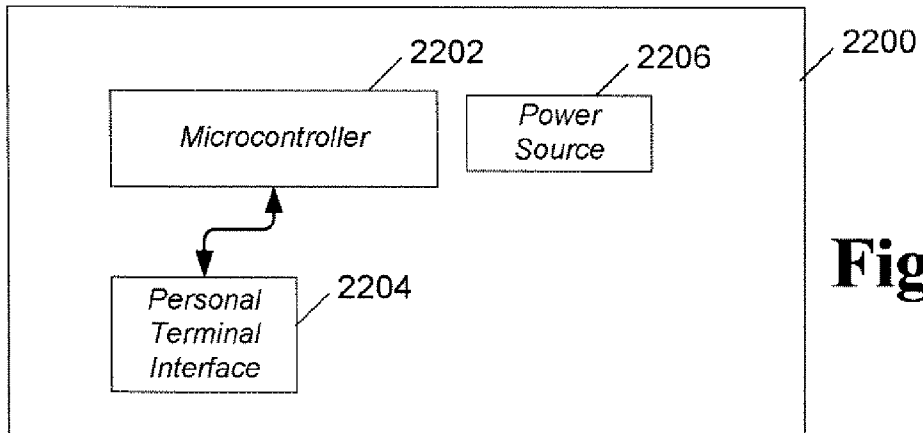 2202
2206
2200
Microcontroller
Power
Source
2204
Personal
Terminal
Interface
Fig